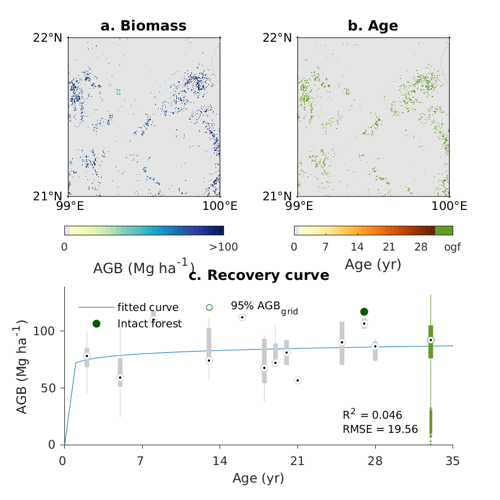 a. Biomass
b. Age
22°N
22°N
21°N
21°N
99°E
100°E
99°E
100°E
0
>100
0
7
14
21
28
ogf
AGB (Mg ha⁻¹)
Age (yr)
c. Recovery curve
fitted curve
95% AGB_grid
Intact forest
100
50
0
AGB (Mg ha⁻¹)
R² = 0.046
RMSE = 19.56
0
7
14
21
28
35
Age (yr)